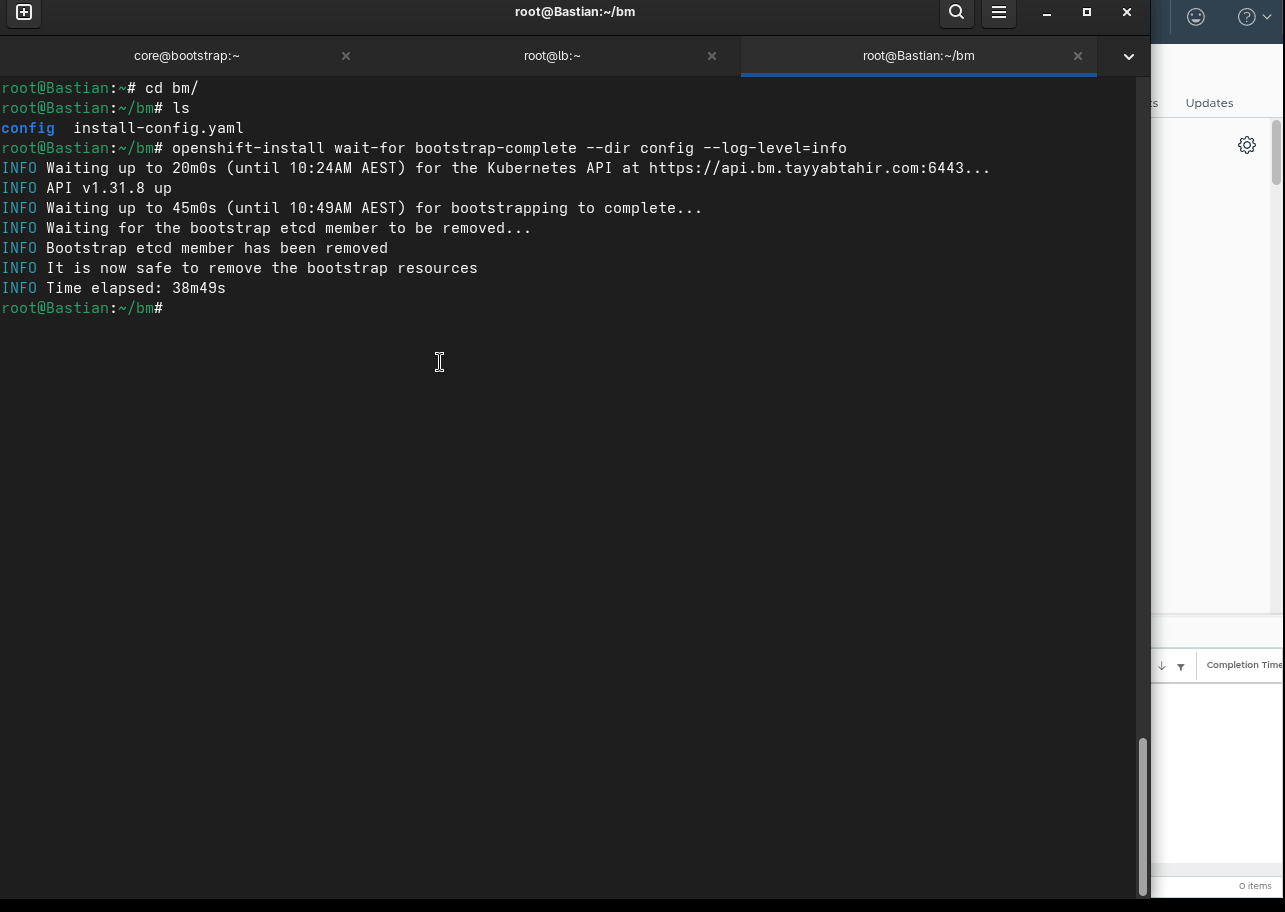 root@Bastian:~/bm
core@bootstrap:~
root@lb:~
root@Bastian:~/bm
root@Bastian:~# cd bm/
root@Bastian:~/bm# ls
config  install-config.yaml
root@Bastian:~/bm# openshift-install wait-for bootstrap-complete --dir config --log-level=info
INFO Waiting up to 20m0s (until 10:24AM AEST) for the Kubernetes API at https://api.bm.tayyabtahir.com:6443...
INFO API v1.31.8 up
INFO Waiting up to 45m0s (until 10:49AM AEST) for bootstrapping to complete...
INFO Waiting for the bootstrap etcd member to be removed...
INFO Bootstrap etcd member has been removed
INFO It is now safe to remove the bootstrap resources
INFO Time elapsed: 38m49s
root@Bastian:~/bm#
Updates
Completion Time
0 items